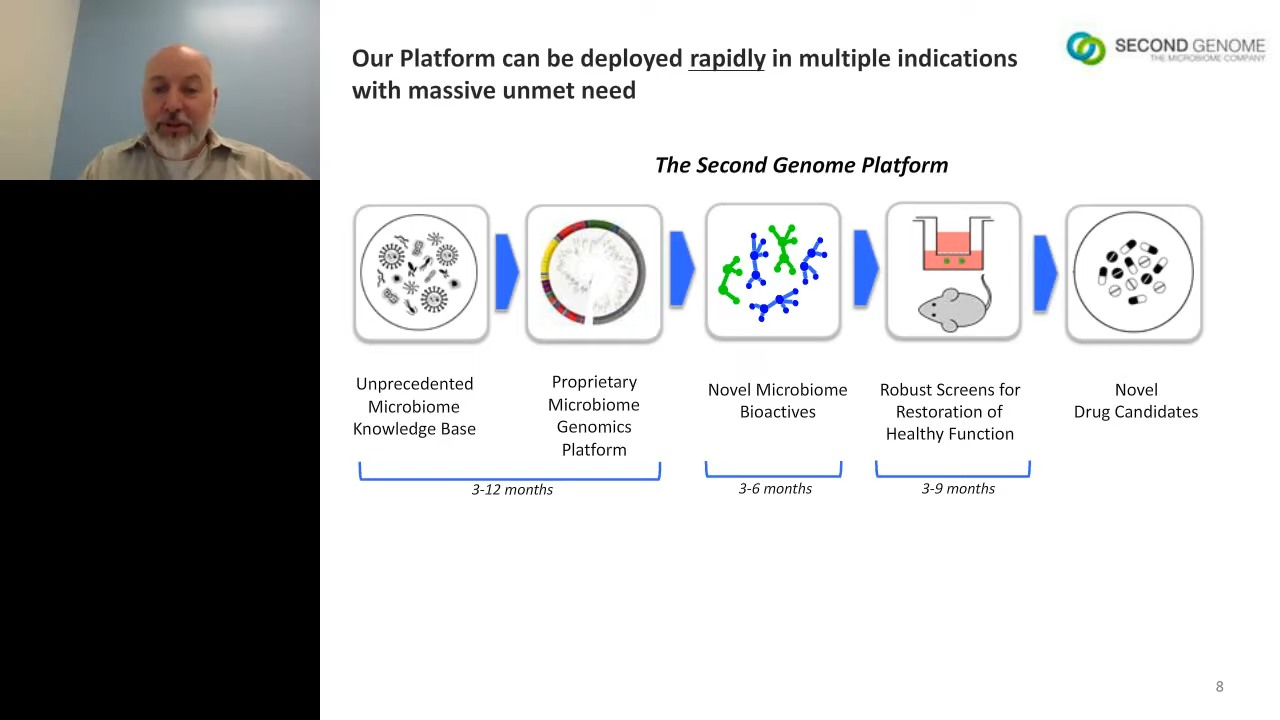 Our Platform can be deployed rapidly in multiple indications
with massive unmet need
SECOND GENOME
THE MICROBIOME COMPANY
The Second Genome Platform
Unprecedented
Microbiome
Knowledge Base
Proprietary
Microbiome
Genomics
Platform
Novel Microbiome
Bioactives
Robust Screens for
Restoration of
Healthy Function
Novel
Drug Candidates
3-12 months
3-6 months
3-9 months
8